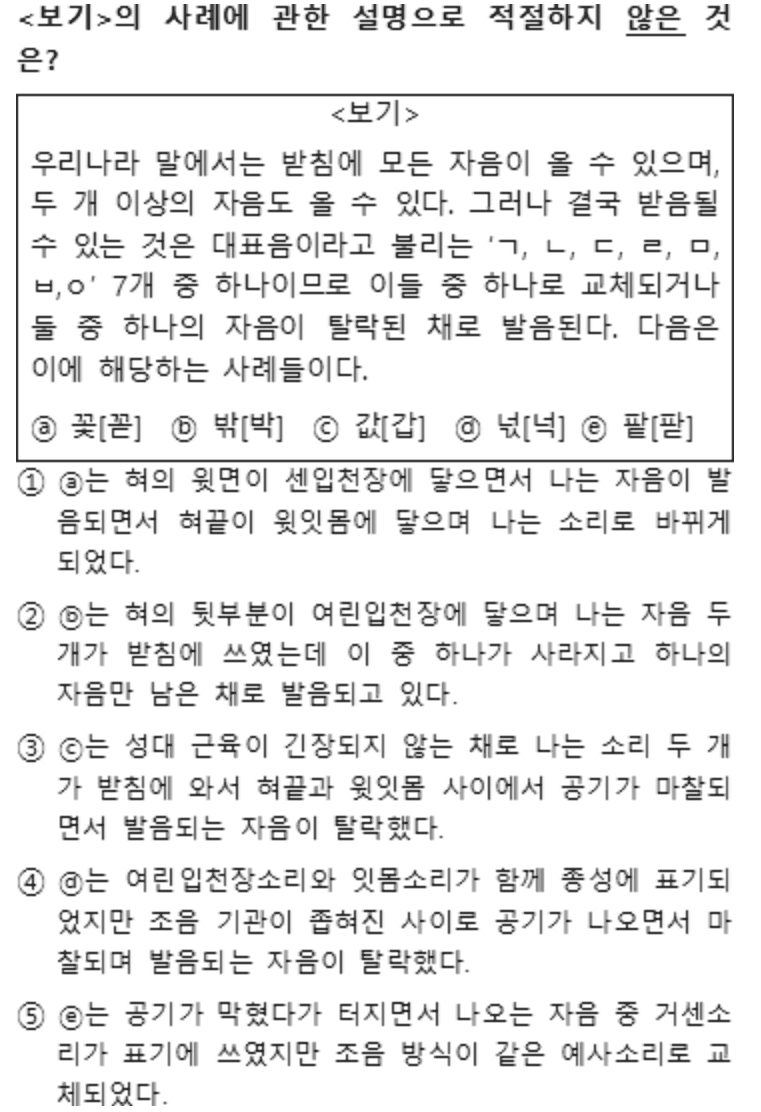 <보기>의 사례에 관한 설명으로 적절하지 않은 것
은?
<보기>
우리나라 말에서는 받침에 모든 자음이 올 수 있으며,
두 개 이상의 자음도 올 수 있다. 그러나 결국 받음될
수 있는 것은 대표음이라고 불리는 'ㄱ, ㄴ, ㄷ, ㄹ, ㅁ,
ㅂ,ㅇ' 7개 중 하나이므로 이들 중 하나로 교체되거나
둘 중 하나의 자음이 탈락된 채로 발음된다. 다음은
이에 해당하는 사례들이다.
ⓐ 꽃[꼳] ⓑ 밖[박] ⓒ 값[갑] ⓓ 넋[넉] ⓔ 팥[팓]
① ⓐ는 혀의 윗면이 센입천장에 닿으면서 나는 자음이 발
음되면서 혀끝이 윗잇몸에 닿으며 나는 소리로 바뀌게
되었다.
② ⓑ는 혀의 뒷부분이 여린입천장에 닿으며 나는 자음 두
개가 받침에 쓰였는데 이 중 하나가 사라지고 하나의
자음만 남은 채로 발음되고 있다.
③ ⓒ는 성대 근육이 긴장되지 않는 채로 나는 소리 두 개
가 받침에 와서 혀끝과 윗잇몸 사이에서 공기가 마찰되
면서 발음되는 자음이 탈락했다.
④ ⓓ는 여린입천장소리와 잇몸소리가 함께 종성에 표기되
었지만 조음 기관이 좁혀진 사이로 공기가 나오면서 마
찰되며 발음되는 자음이 탈락했다.
⑤ ⓔ는 공기가 막혔다가 터지면서 나오는 자음 중 거센소
리가 표기에 쓰였지만 조음 방식이 같은 예사소리로 교
체되었다.